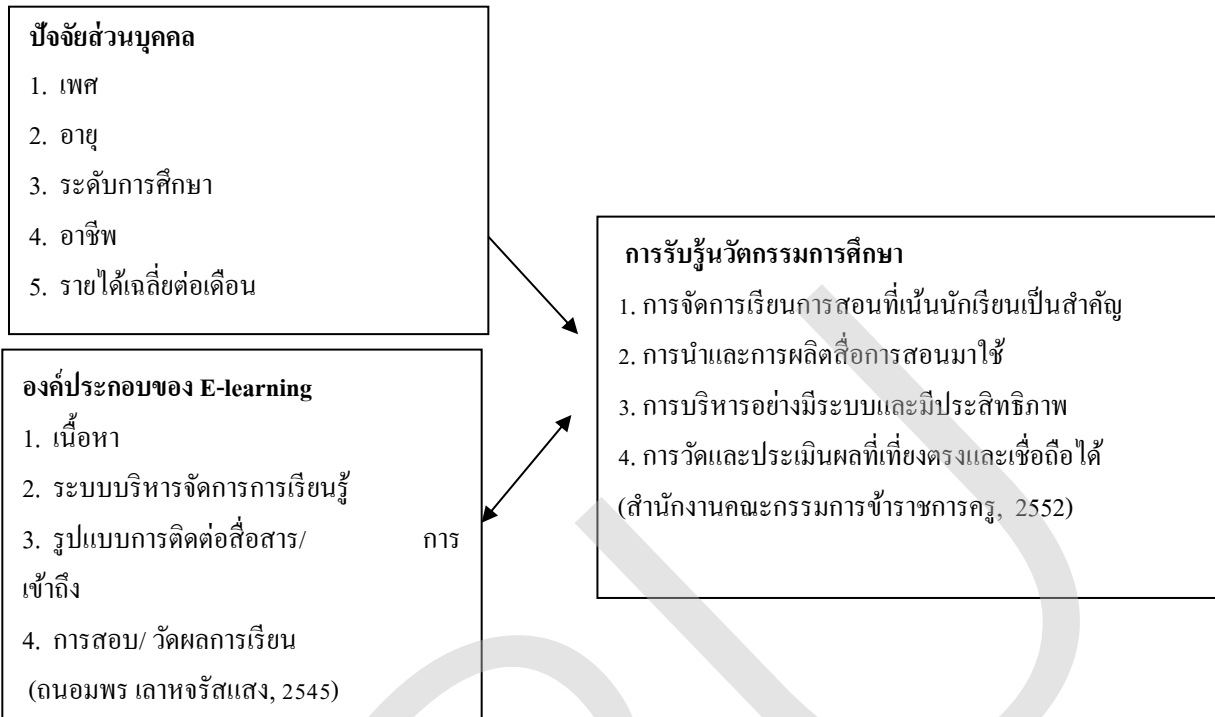 ปัจจัยส่วนบุคคล
1. เพศ
2. อายุ
3. ระดับการศึกษา
4. อาชีพ
5. รายได้เฉลี่ยต่อเดือน
องค์ประกอบของ E-learning
1. เนื้อหา
2. ระบบบริหารจัดการการเรียนรู้
3. รูปแบบการติดต่อสื่อสาร/ การ
เข้าถึง
4. การสอบ/ วัดผลการเรียน
(ถนอมพร เลาหจรัสแสง, 2545)
การรับรู้นวัตกรรมการศึกษา
1. การจัดการเรียนการสอนที่เน้นนักเรียนเป็นสำคัญ
2. การนำและการผลิตสื่อการสอนมาใช้
3. การบริหารอย่างมีระบบและมีประสิทธิภาพ
4. การวัดและประเมินผลที่เที่ยงตรงและเชื่อถือได้
(สำนักงานคณะกรรมการข้าราชการครู, 2552)